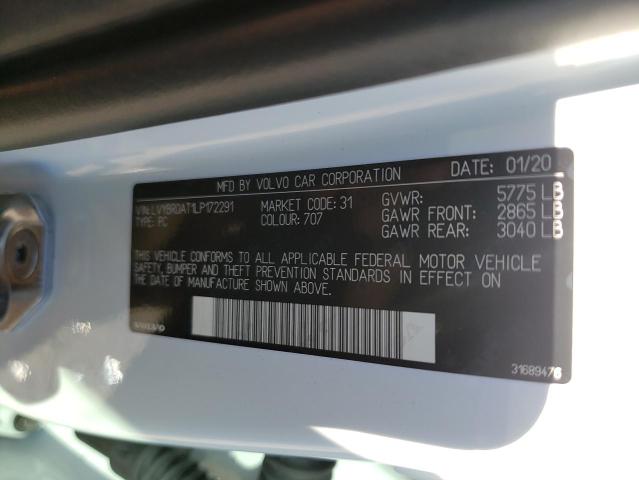 MFD BY VOLVO CAR CORPORATION DATE: 01/20
VIN: LVYBR0AT1LP172291 MARKET CODE: 31 GVWR: 5775 LB
TYPE: PC COLOUR: 707 GAWR FRONT: 2865 LB
GAWR REAR: 3040 LB
THIS VEHICLE CONFORMS TO ALL APPLICABLE FEDERAL MOTOR VEHICLE
SAFETY, BUMPER AND THEFT PREVENTION STANDARDS IN EFFECT ON
THE DATE OF MANUFACTURE SHOWN ABOVE.
VOLVO
31689476